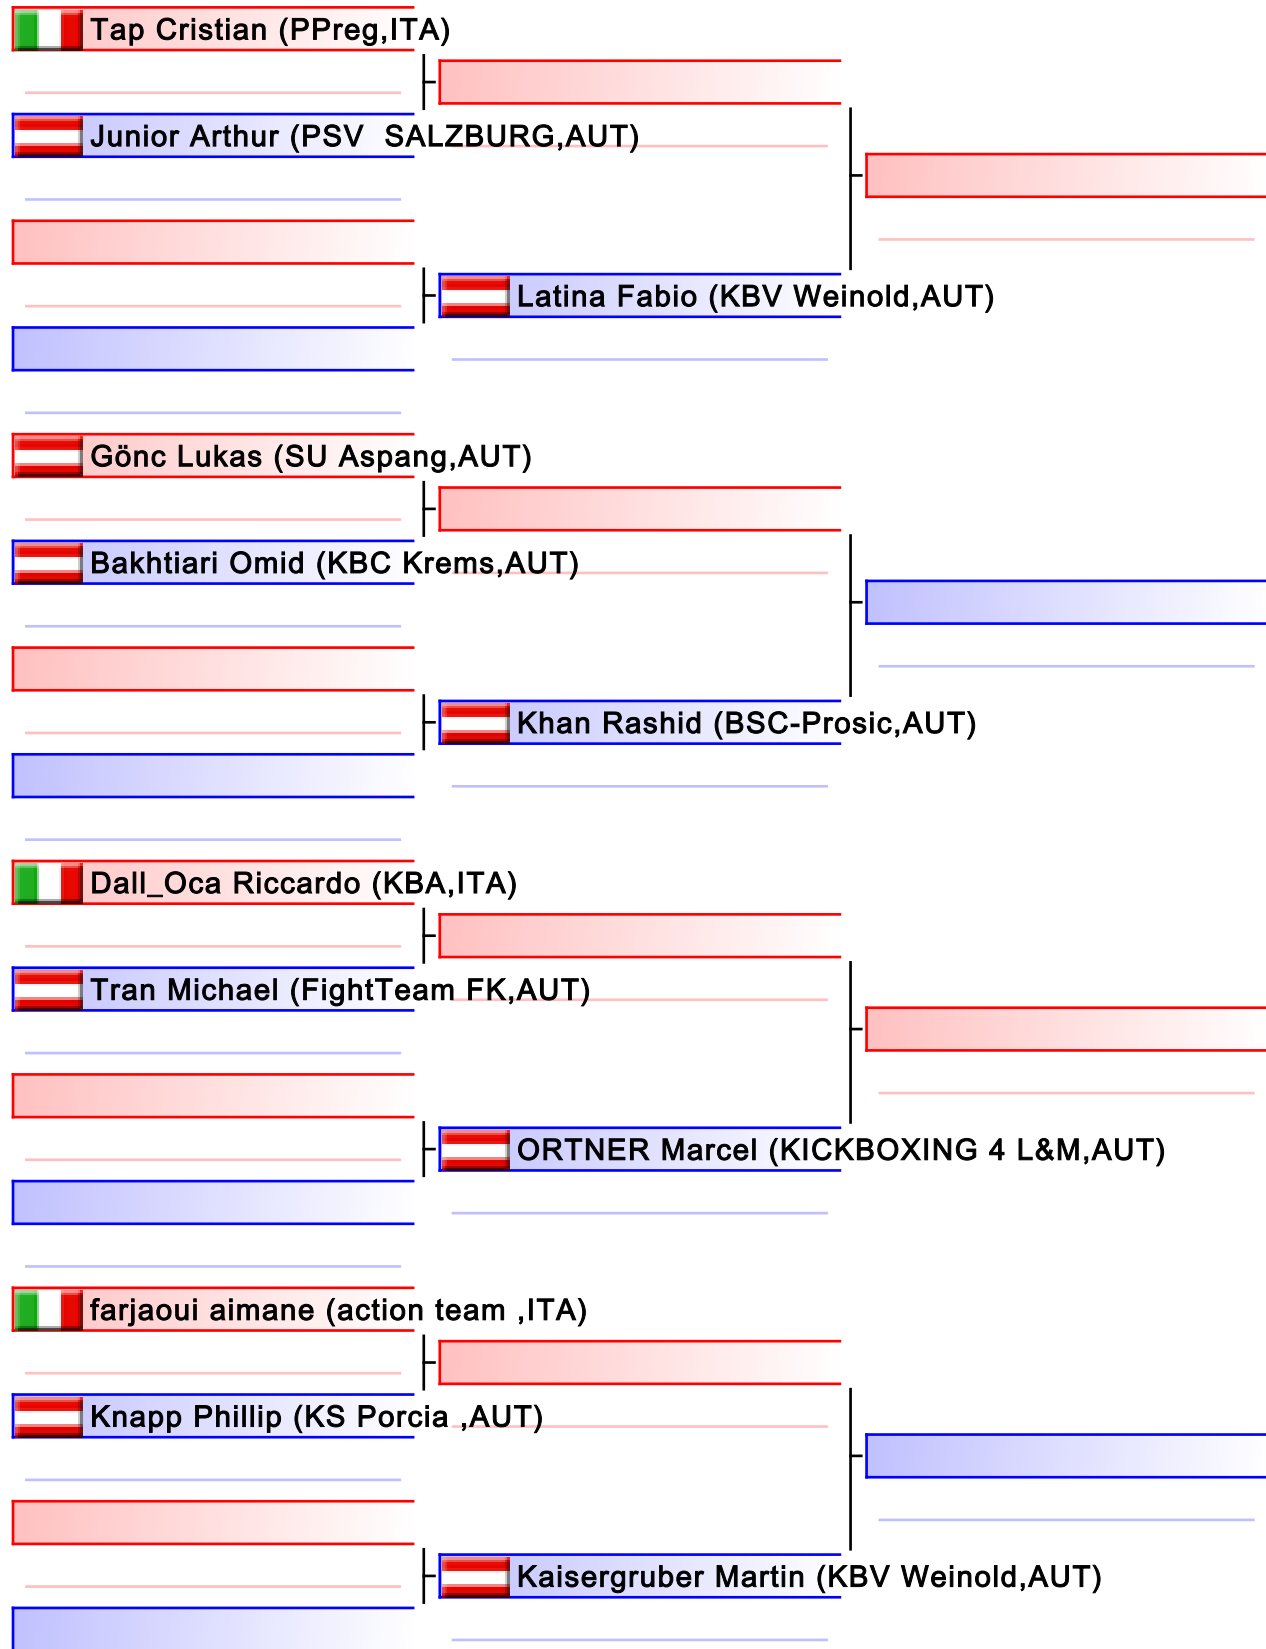 Tap Cristian (PPreg,ITA)
Junior Arthur (PSV  SALZBURG,AUT)
Latina Fabio (KBV Weinold,AUT)
Gönc Lukas (SU Aspang,AUT)
Bakhtiari Omid (KBC Krems,AUT)
Khan Rashid (BSC-Prosic,AUT)
Dall_Oca Riccardo (KBA,ITA)
Tran Michael (FightTeam FK,AUT)
ORTNER Marcel (KICKBOXING 4 L&M,AUT)
farjaoui aimane (action team ,ITA)
Knapp Phillip (KS Porcia ,AUT)
Kaisergruber Martin (KBV Weinold,AUT)